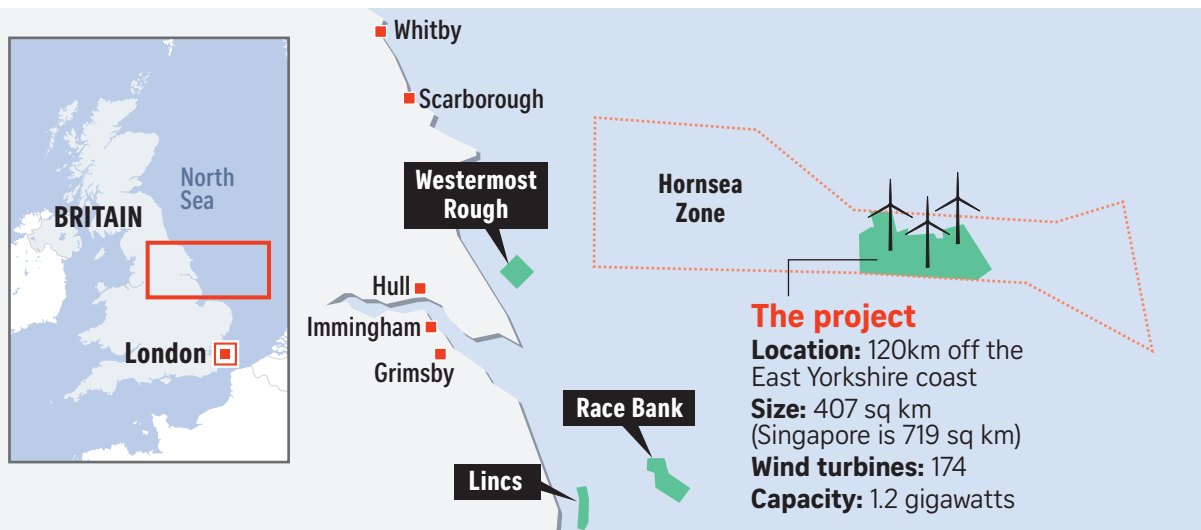 North
Sea
BRITAIN
London
Whitby
Scarborough
Westermost
Rough
Hornsea
Zone
Hull
Immingham
Grimsby
Race Bank
Lincs
The project
Location: 120km off the
East Yorkshire coast
Size: 407 sq km
(Singapore is 719 sq km)
Wind turbines: 174
Capacity: 1.2 gigawatts